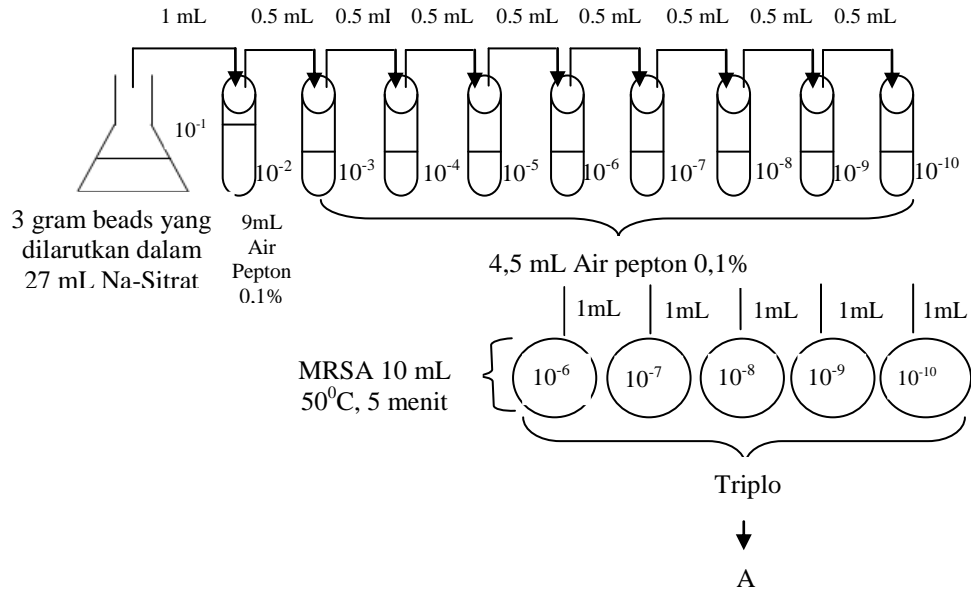 1 mL 0.5 mL 0.5 mI 0.5 mL 0.5 mL 0.5 mL 0.5 mL 0.5 mL 0.5 mL
10⁻¹
10⁻² 10⁻³ 10⁻⁴ 10⁻⁵ 10⁻⁶ 10⁻⁷ 10⁻⁸ 10⁻⁹ 10⁻¹⁰
3 gram beads yang
dilarutkan dalam
27 mL Na-Sitrat
9mL
Air
Pepton
0,1%
4,5 mL Air pepton 0,1%
1mL 1mL 1mL 1mL 1mL
MRSA 10 mL
50⁰C, 5 menit
10⁻⁶ 10⁻⁷ 10⁻⁸ 10⁻⁹ 10⁻¹⁰
Triplo
A